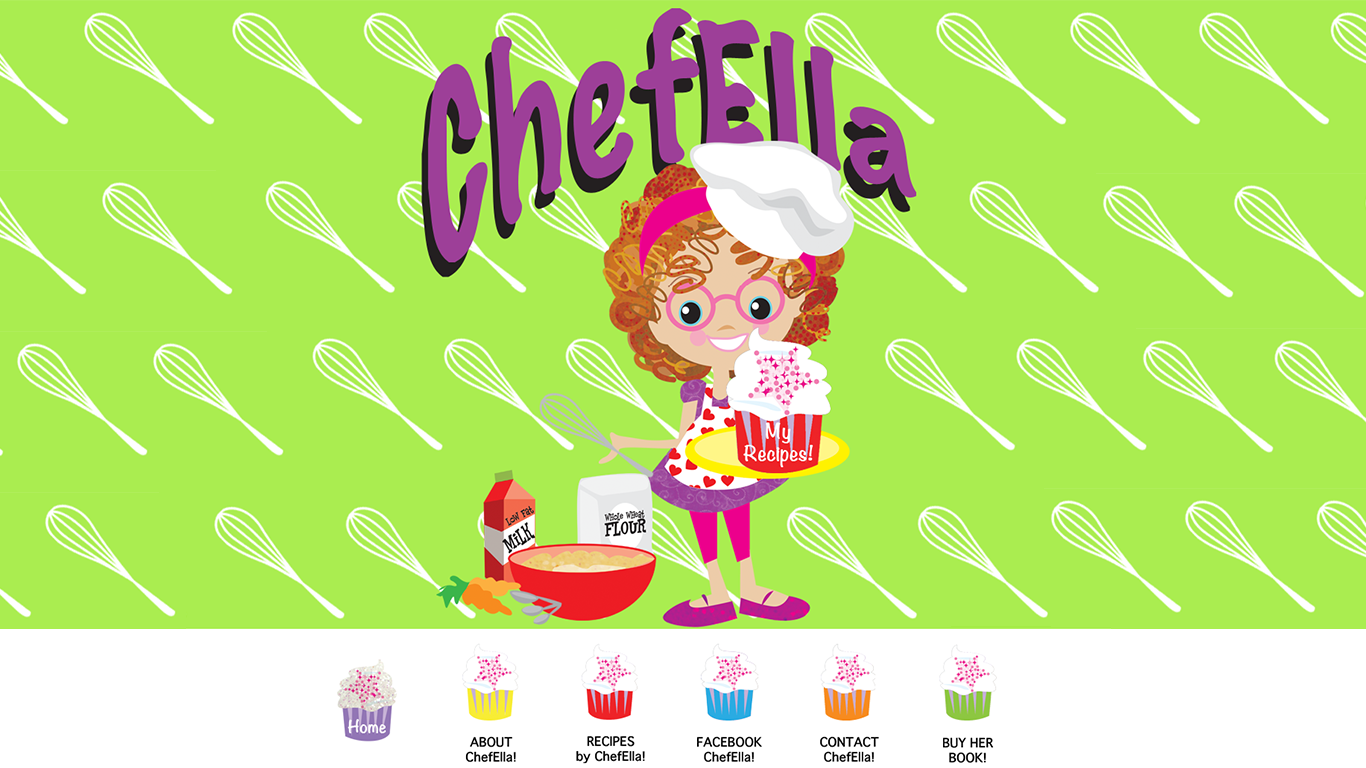 ChefElla
My
Recipes!
Low Fat
MiLK
Whole Wheat
FLOUR
Home
ABOUT
ChefElla!
RECIPES
by ChefElla!
FACEBOOK
ChefElla!
CONTACT
ChefElla!
BUY HER
BOOK!